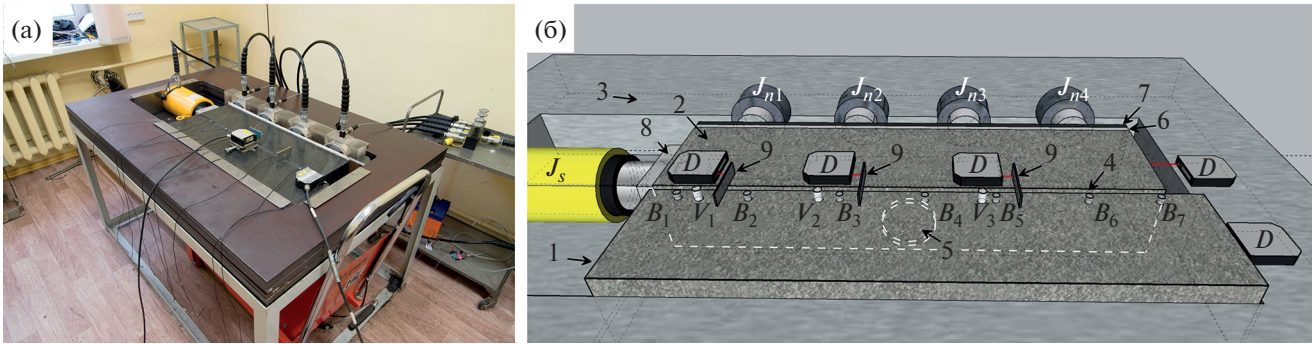 (а)
(б)
J_n1 J_n2 J_n3 J_n4
3 2 7
6
8 9 9 9
J_s D D D 4 D
B_1 V_1 B_2 V_2 B_3 B_4 V_3 B_5 B_6 B_7
1 5 D